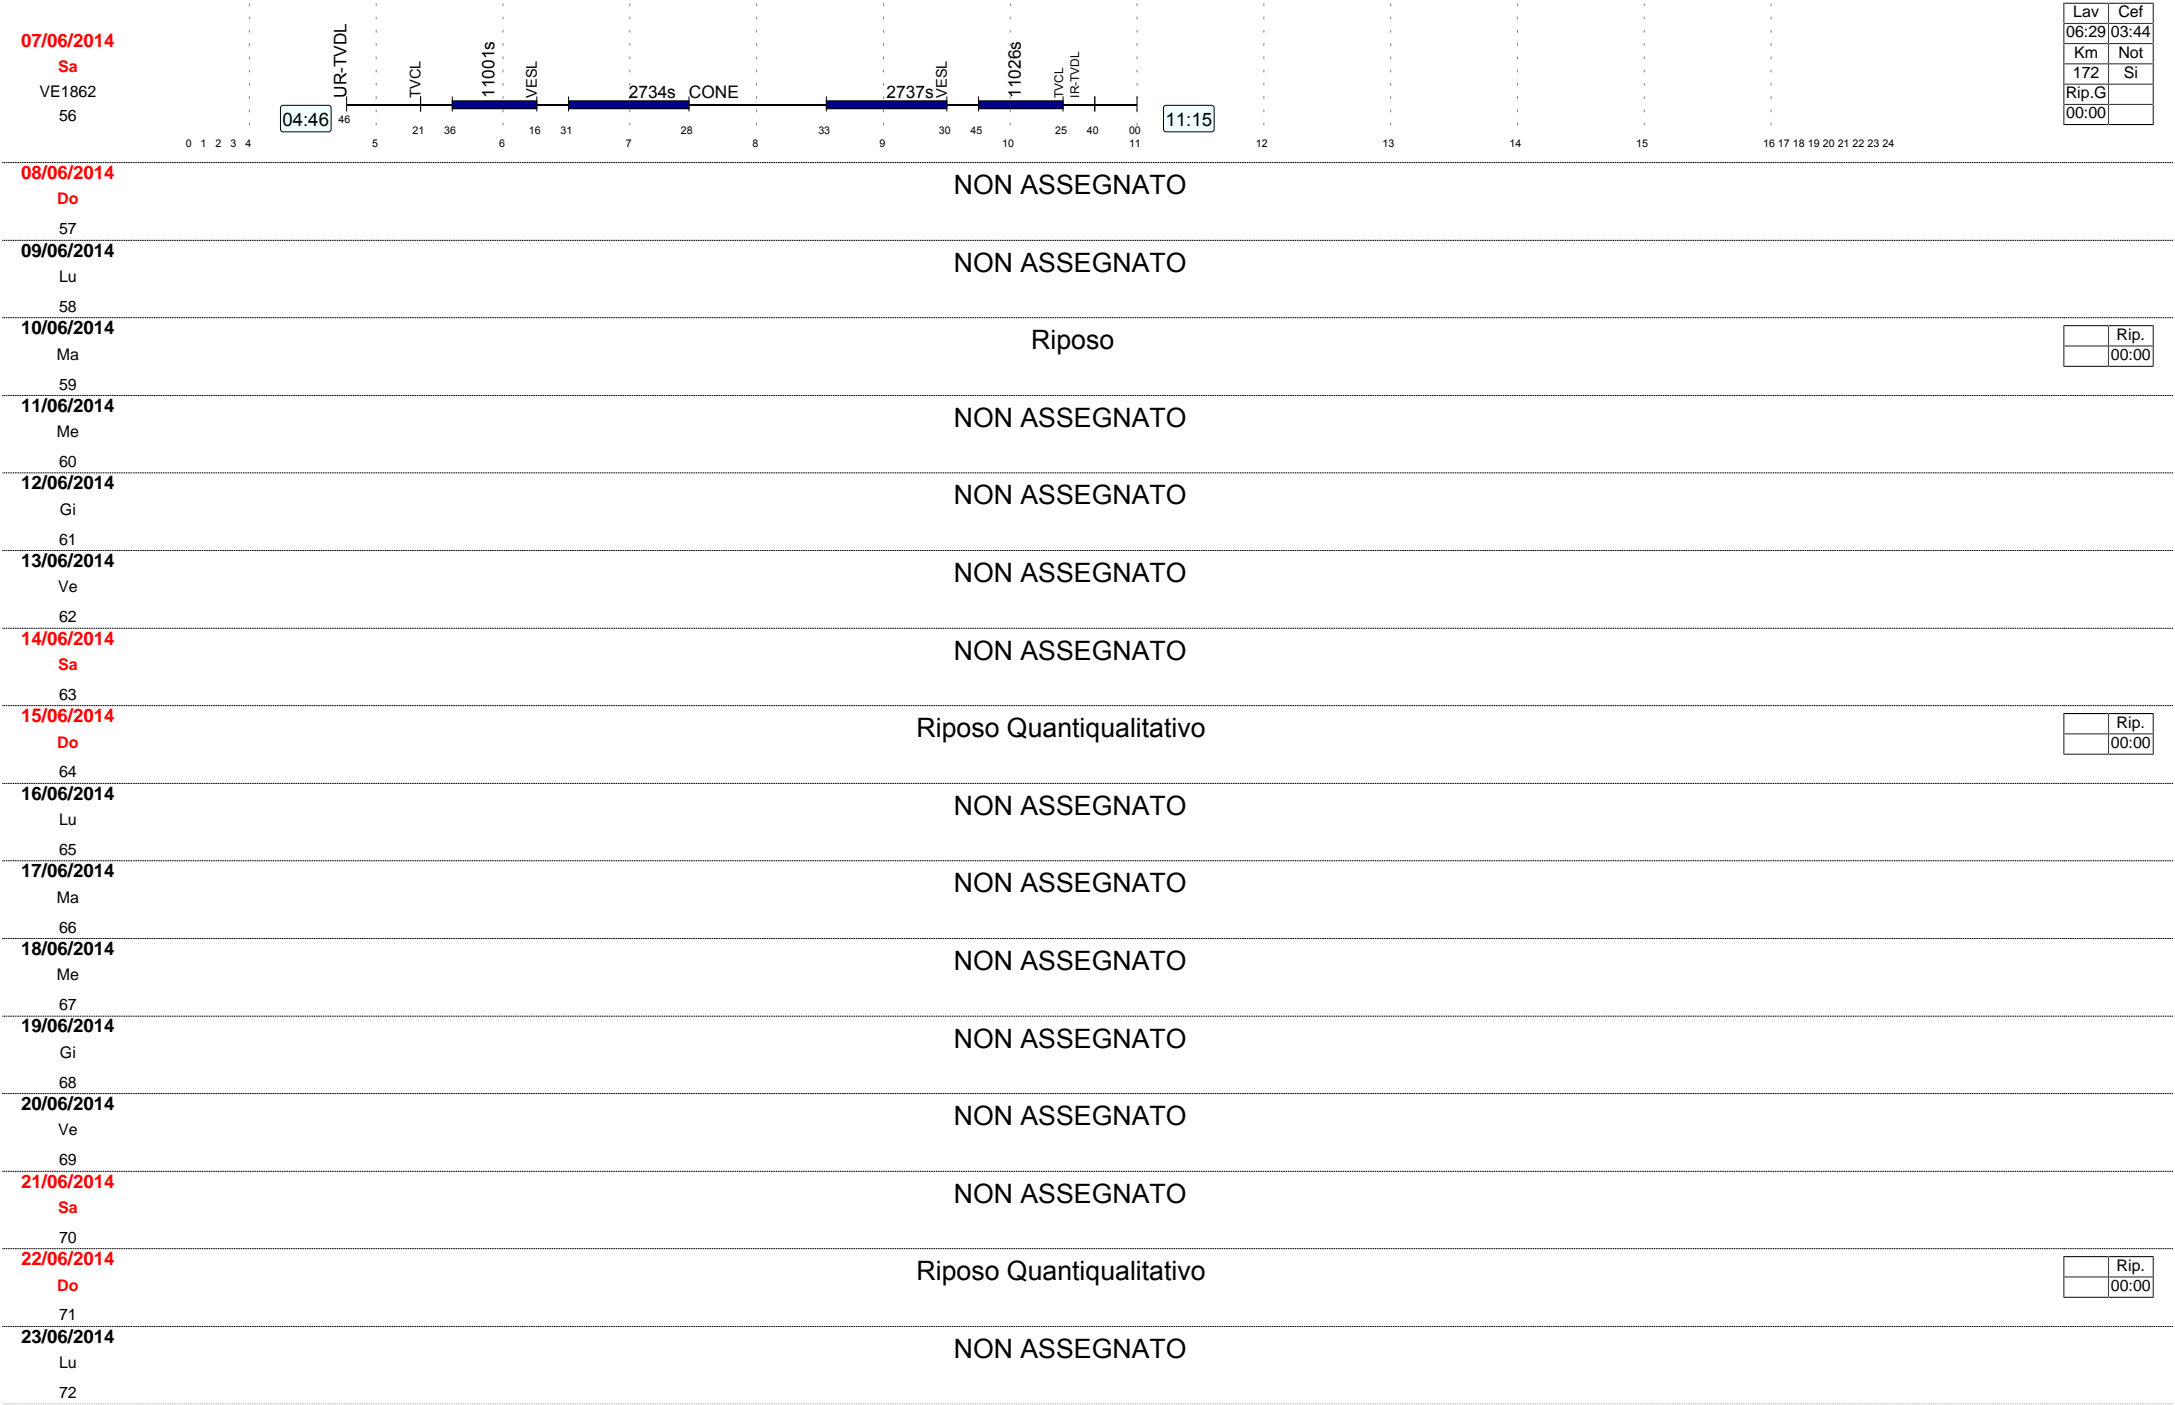 Lav Cef
06:29 03:44
Km Not
172 Si
Rip.G
00:00
07/06/2014
Sa
VE1862
56
UR-TVDL TVCL 11001s VESL 2734s CONE 2737s VESL 11026s TVCL IR-TVDL
04:46 11:15
46 21 36 16 31 28 33 30 45 25 40 00
0 1 2 3 4 5 6 7 8 9 10 11 12 13 14 15 16 17 18 19 20 21 22 23 24
08/06/2014
Do
57
NON ASSEGNATO
09/06/2014
Lu
58
NON ASSEGNATO
10/06/2014
Ma
59
Riposo
Rip.
00:00
11/06/2014
Me
60
NON ASSEGNATO
12/06/2014
Gi
61
NON ASSEGNATO
13/06/2014
Ve
62
NON ASSEGNATO
14/06/2014
Sa
63
NON ASSEGNATO
15/06/2014
Do
64
Riposo Quantiqualitativo
Rip.
00:00
16/06/2014
Lu
65
NON ASSEGNATO
17/06/2014
Ma
66
NON ASSEGNATO
18/06/2014
Me
67
NON ASSEGNATO
19/06/2014
Gi
68
NON ASSEGNATO
20/06/2014
Ve
69
NON ASSEGNATO
21/06/2014
Sa
70
NON ASSEGNATO
22/06/2014
Do
71
Riposo Quantiqualitativo
Rip.
00:00
23/06/2014
Lu
72
NON ASSEGNATO